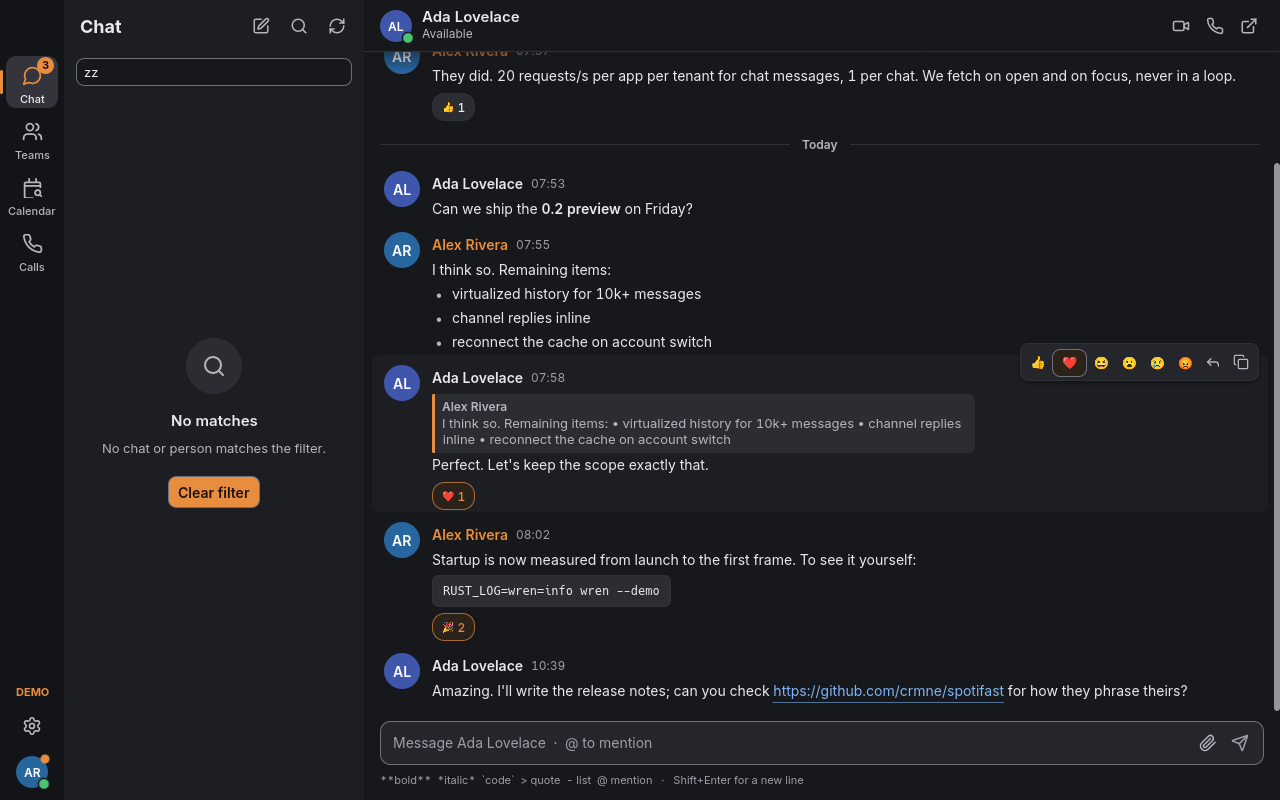 Chat
zz
3
Chat
Teams
Calendar
Calls
No matches
No chat or person matches the filter.
Clear filter
DEMO
AR
AL
Ada Lovelace
Available
AR
Alex Rivera 07:37
They did. 20 requests/s per app per tenant for chat messages, 1 per chat. We fetch on open and on focus, never in a loop.
👍 1
Today
AL
Ada Lovelace 07:53
Can we ship the 0.2 preview on Friday?
AR
Alex Rivera 07:55
I think so. Remaining items:
• virtualized history for 10k+ messages
• channel replies inline
• reconnect the cache on account switch
👍 ❤️ 😆 😮 😢 😡
AL
Ada Lovelace 07:58
Alex Rivera
I think so. Remaining items: • virtualized history for 10k+ messages • channel replies
inline • reconnect the cache on account switch
Perfect. Let's keep the scope exactly that.
❤️ 1
AR
Alex Rivera 08:02
Startup is now measured from launch to the first frame. To see it yourself:
RUST_LOG=wren=info wren --demo
🎉 2
AL
Ada Lovelace 10:39
Amazing. I'll write the release notes; can you check https://github.com/crmne/spotifast for how they phrase theirs?
Message Ada Lovelace · @ to mention
**bold** *italic* `code` > quote - list @ mention · Shift+Enter for a new line